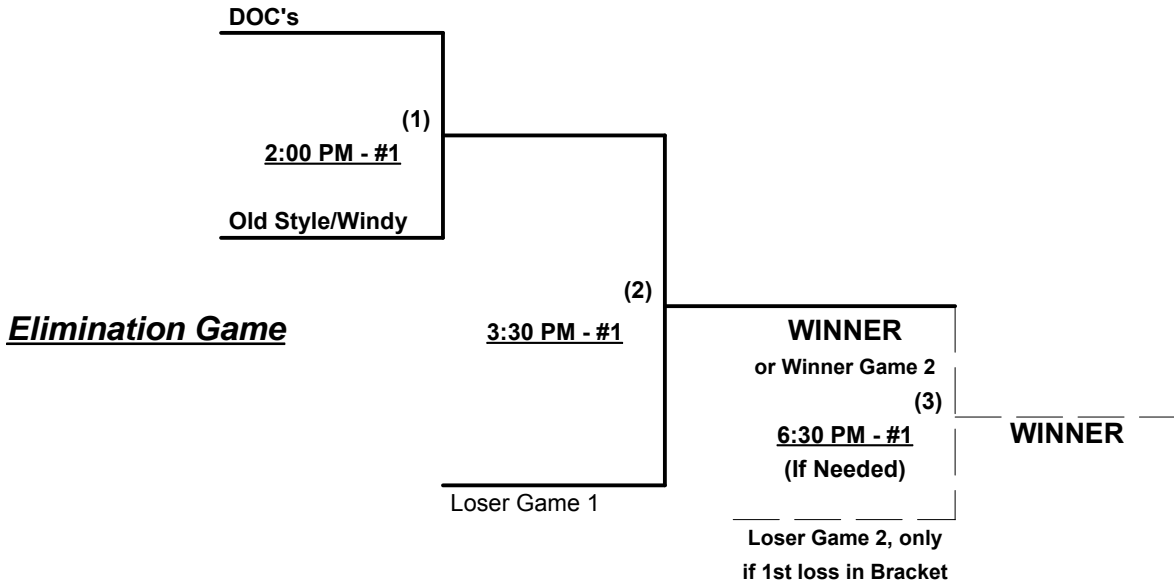 DOC's
(1)
2:00 PM - #1
Old Style/Windy
(2)
Elimination Game
3:30 PM - #1
WINNER
or Winner Game 2
(3)
6:30 PM - #1
WINNER
(If Needed)
Loser Game 1
Loser Game 2, only
if 1st loss in Bracket